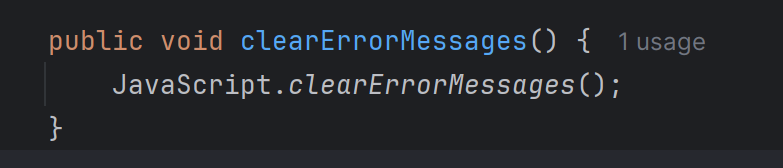 public void clearErrorMessages() { 1 usage
JavaScript.clearErrorMessages();
}